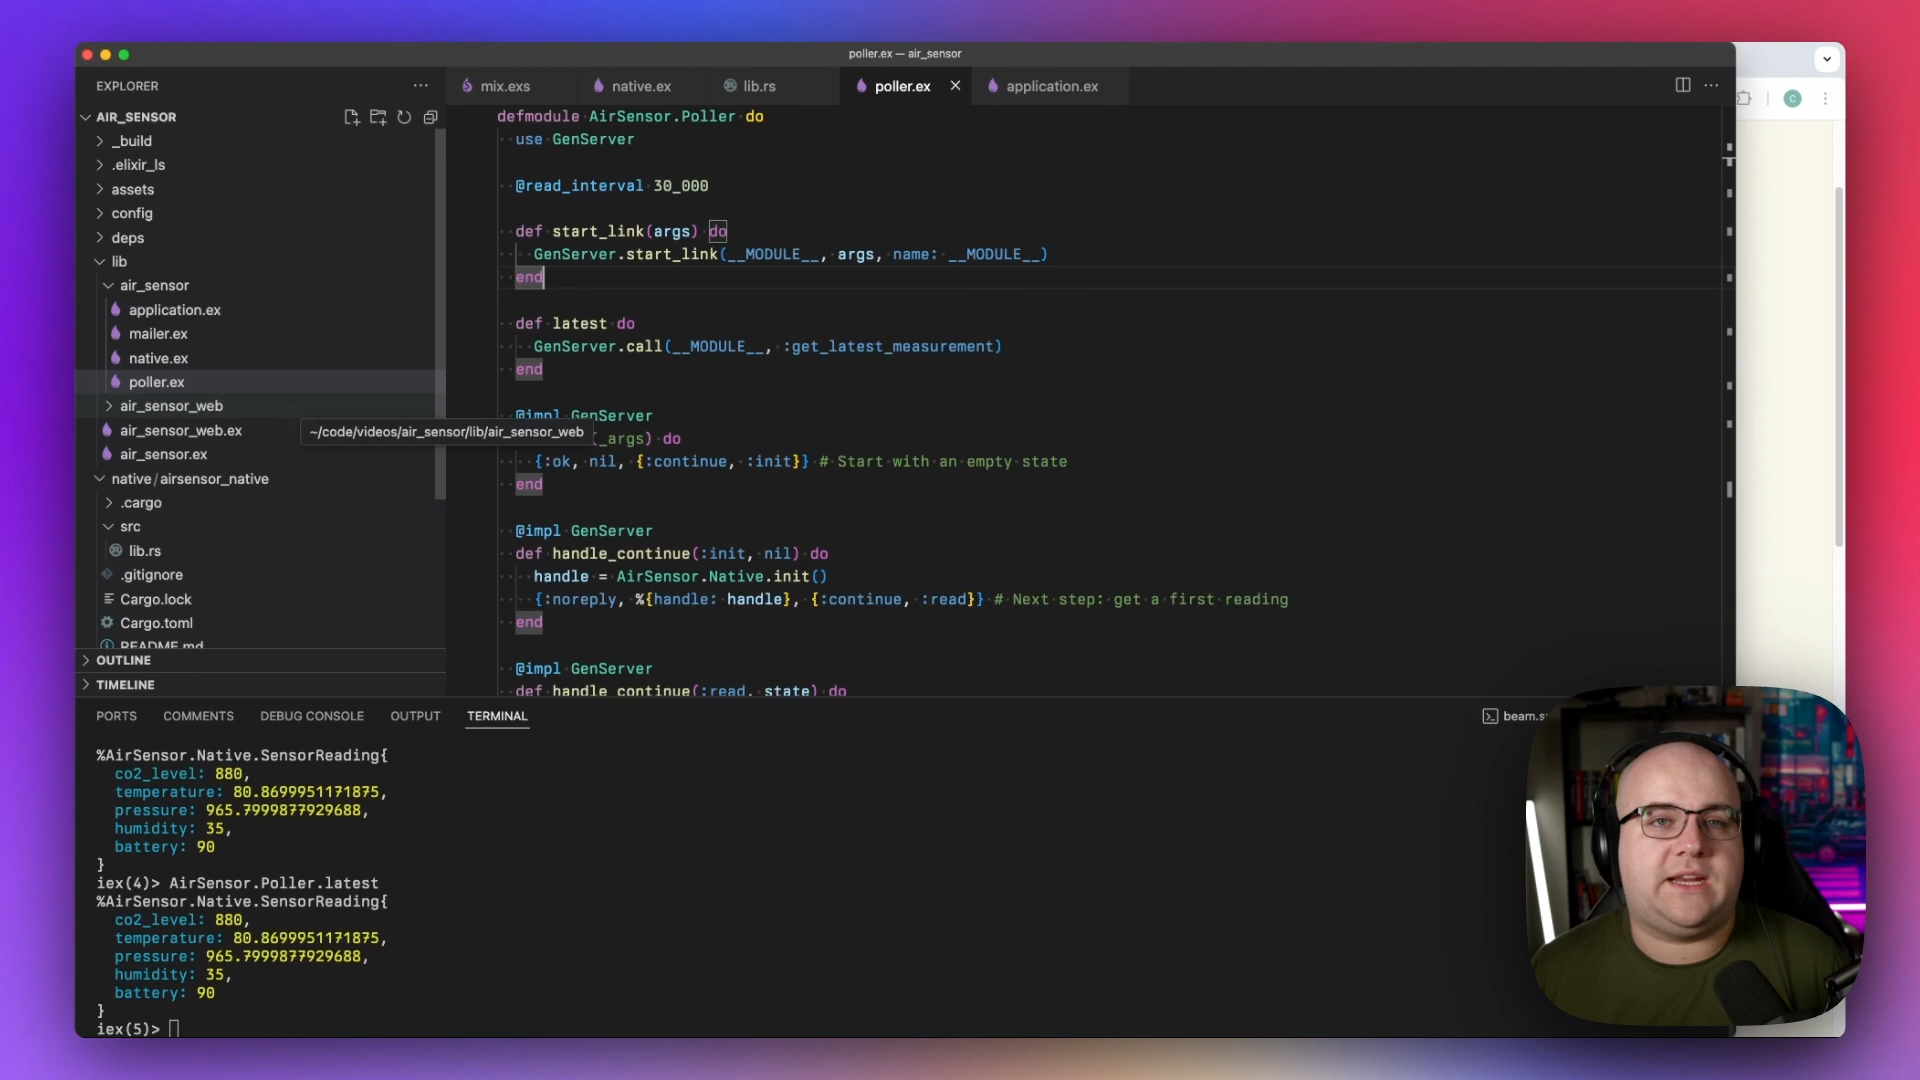 poller.ex — air_sensor
EXPLORER
AIR_SENSOR
_build
.elixir_ls
assets
config
deps
lib
air_sensor
application.ex
mailer.ex
native.ex
poller.ex
air_sensor_web
air_sensor_web.ex
air_sensor.ex
native/airsensor_native
.cargo
src
lib.rs
.gitignore
Cargo.lock
Cargo.toml
README.md
OUTLINE
TIMELINE
~/code/videos/air_sensor/lib/air_sensor_web
mix.exs
native.ex
lib.rs
poller.ex
application.ex
C
defmodule AirSensor.Poller do
use GenServer
@read_interval 30_000
def start_link(args) do
GenServer.start_link(__MODULE__, args, name: __MODULE__)
end
def latest do
GenServer.call(__MODULE__, :get_latest_measurement)
end
@impl GenServer
(_args) do
{:ok, nil, {:continue, :init}} # Start with an empty state
end
@impl GenServer
def handle_continue(:init, nil) do
handle = AirSensor.Native.init()
{:noreply, %{handle: handle}, {:continue, :read}} # Next step: get a first reading
end
@impl GenServer
def handle_continue(:read, state) do
PORTS
COMMENTS
DEBUG CONSOLE
OUTPUT
TERMINAL
beam.s
%AirSensor.Native.SensorReading{
co2_level: 880,
temperature: 80.8699951171875,
pressure: 965.7999877929688,
humidity: 35,
battery: 90
}
iex(4)> AirSensor.Poller.latest
%AirSensor.Native.SensorReading{
co2_level: 880,
temperature: 80.8699951171875,
pressure: 965.7999877929688,
humidity: 35,
battery: 90
}
iex(5)>